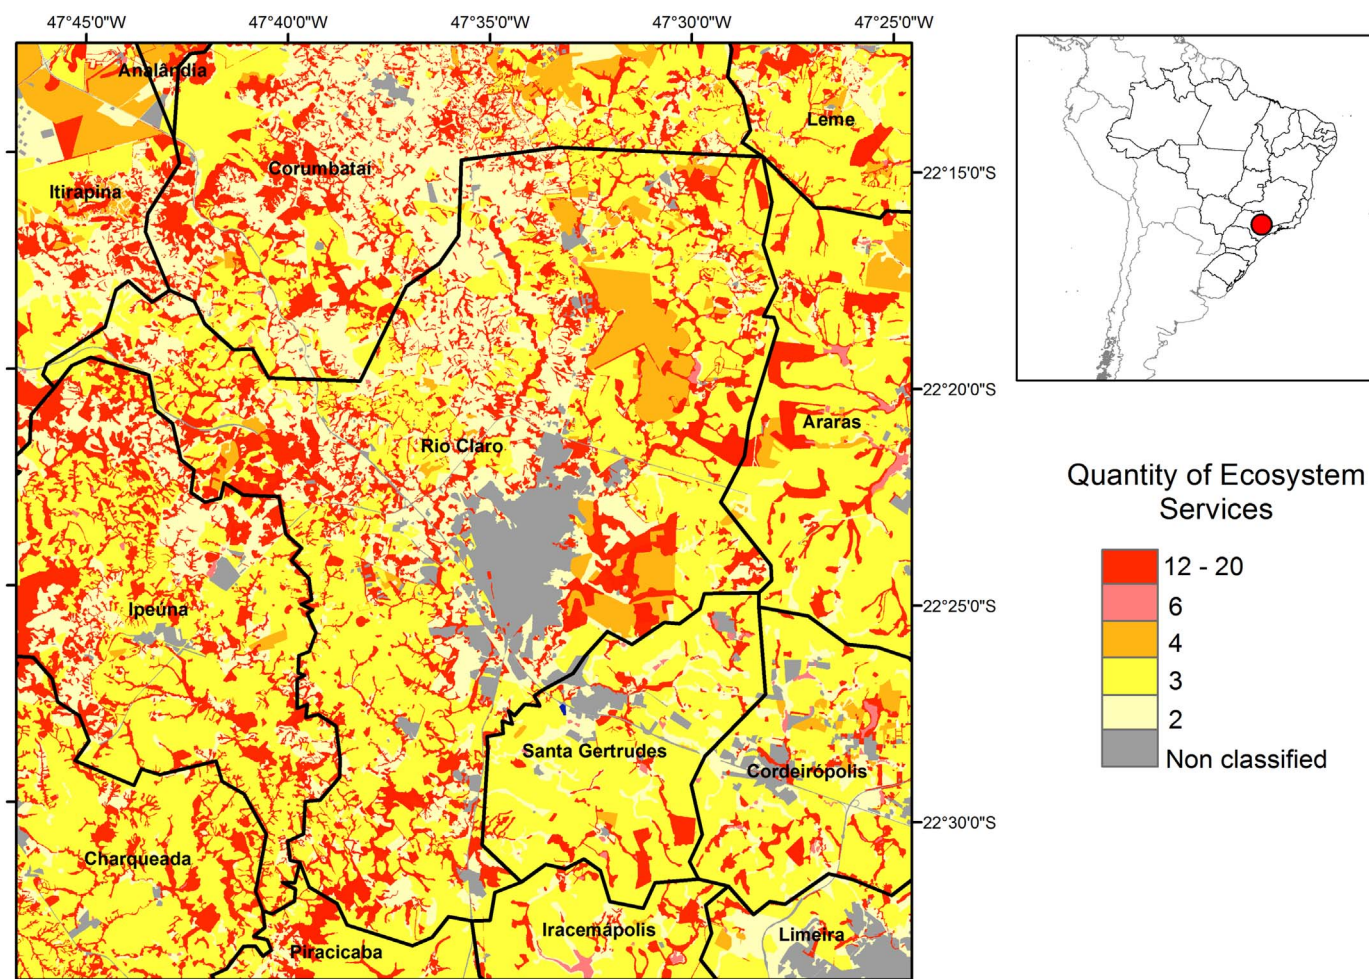 47°45'0"W
47°40'0"W
47°35'0"W
47°30'0"W
47°25'0"W
Analândia
Leme
Corumbataí
22°15'0"S
Itirapina
22°20'0"S
Araras
Rio Claro
Quantity of Ecosystem
Services
12 - 20
6
4
3
2
Non classified
22°25'0"S
Ipeúna
Santa Gertrudes
Cordeirópolis
22°30'0"S
Charqueada
Iracemápolis
Limeira
Piracicaba